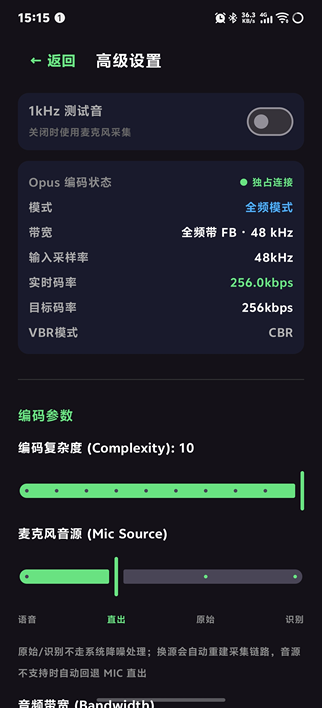 15:15 1 36.3 KB/s 4G
← 返回 高级设置
1kHz 测试音
关闭时使用麦克风采集
Opus 编码状态 独占连接
模式 全频模式
带宽 全频带 FB · 48 kHz
输入采样率 48kHz
实时码率 256.0kbps
目标码率 256kbps
VBR模式 CBR
编码参数
编码复杂度 (Complexity): 10
麦克风音源 (Mic Source)
语音 直出 原始 识别
原始/识别不走系统降噪处理；换源会自动重建采集链路，音源
不支持时自动回退 MIC 直出
音频带宽 (Bandwidth)